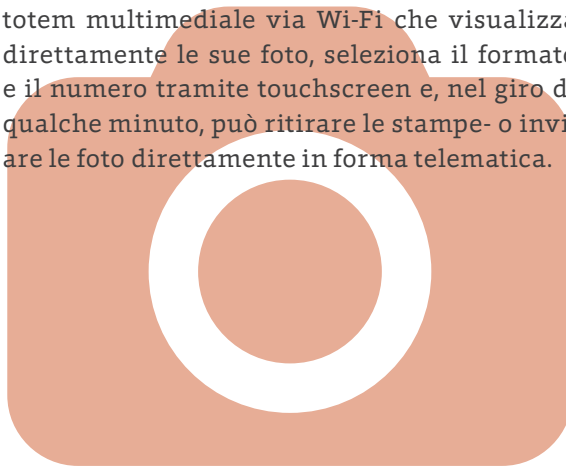 totem multimediale via Wi-Fi che visualizza
direttamente le sue foto, seleziona il formato
e il numero tramite touchscreen e, nel giro d
qualche minuto, può ritirare le stampe- o invi
are le foto direttamente in forma telematica.